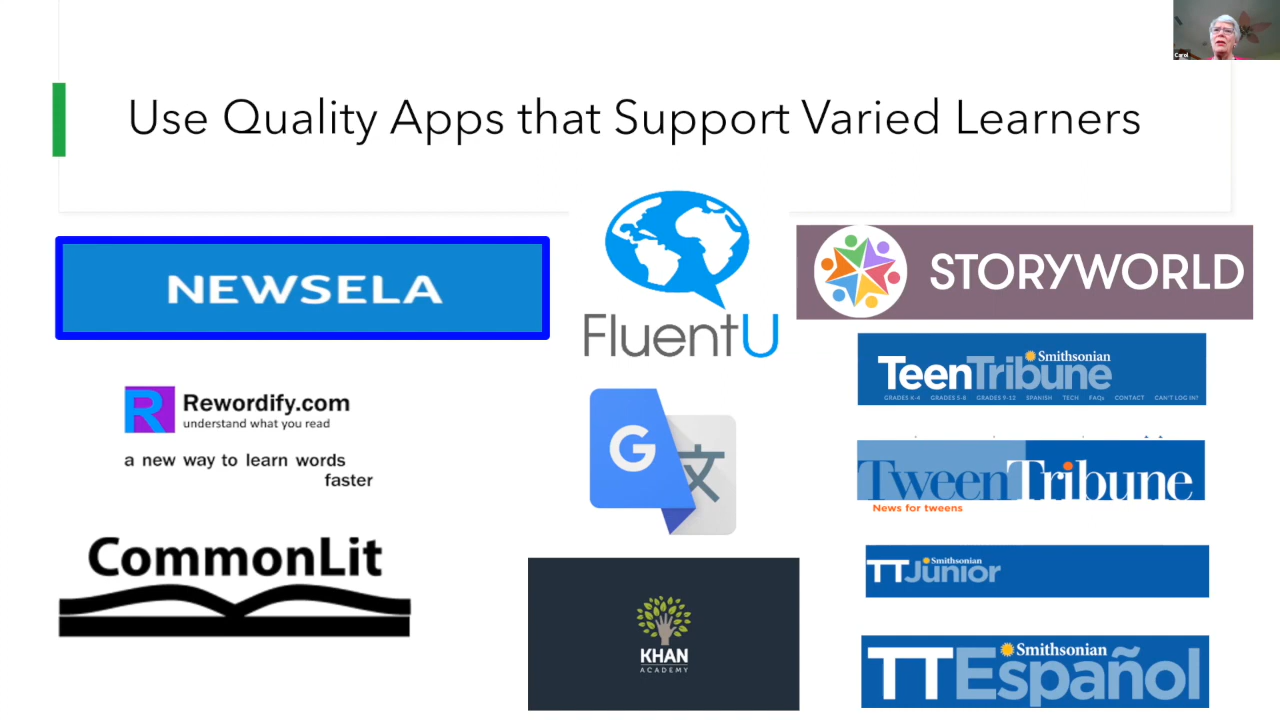 Carol
Use Quality Apps that Support Varied Learners
NEWSELA
Rewordify.com
understand what you read
a new way to learn words
faster
CommonLit
FluentU
G 文
KHAN
ACADEMY
STORYWORLD
Smithsonian
TeenTribune
GRADES K-4 GRADES 5-8 GRADES 9-12 SPANISH TECH FAQs CONTACT CAN'T LOG IN?
TweenTribune
News for tweens
Smithsonian
TTJunior
Smithsonian
TTEspañol